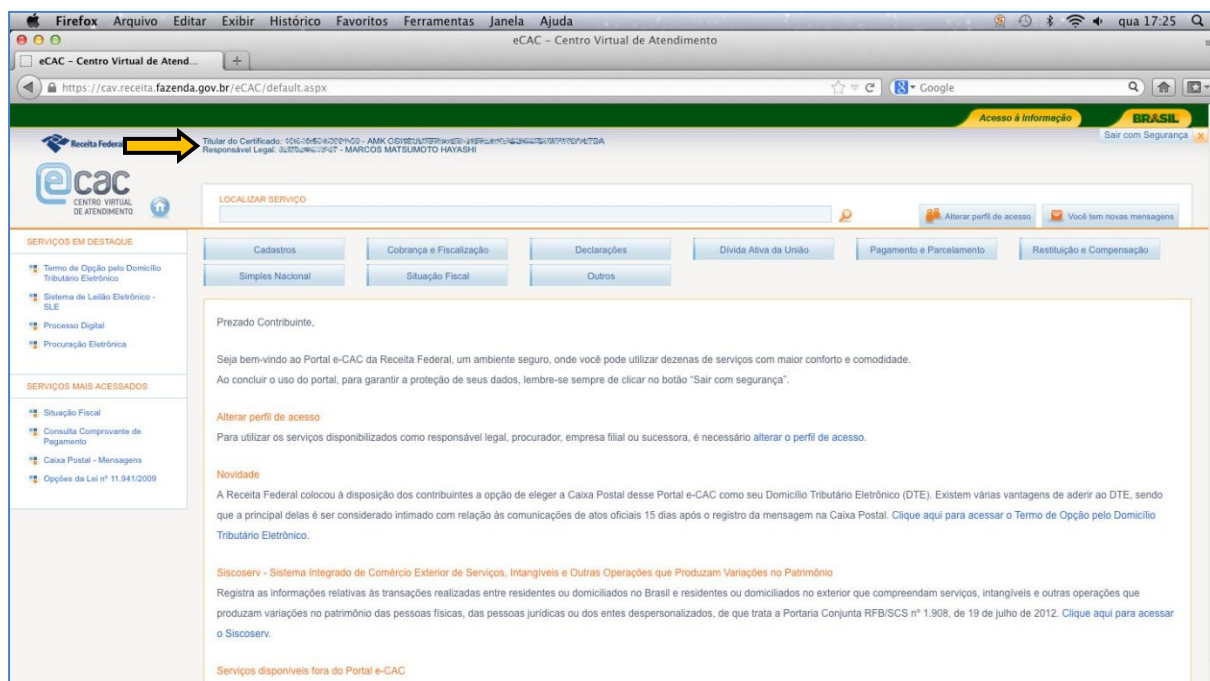 Firefox Arquivo Editar Exibir Histórico Favoritos Ferramentas Janela Ajuda qua 17:25
eCAC – Centro Virtual de Atendimento
eCAC – Centro Virtual de Atend...
https://cav.receita.fazenda.gov.br/eCAC/default.aspx Google
Acesso à Informação BRASIL
Sair com Segurança x
Receita Federal
Titular do Certificado: - AMK
Responsável Legal: - MARCOS MATSUMOTO HAYASHI
ecac
CENTRO VIRTUAL
DE ATENDIMENTO
LOCALIZAR SERVIÇO
Alterar perfil de acesso Você tem novas mensagens
SERVIÇOS EM DESTAQUE
Termo de Opção pelo Domicílio
Tributário Eletrônico
Sistema de Leilão Eletrônico -
SLE
Processo Digital
Procuração Eletrônica
SERVIÇOS MAIS ACESSADOS
Situação Fiscal
Consulta Comprovante de
Pagamento
Caixa Postal - Mensagens
Opções da Lei nº 11.941/2009
Cadastros Cobrança e Fiscalização Declarações Dívida Ativa da União Pagamento e Parcelamento Restituição e Compensação
Simples Nacional Situação Fiscal Outros
Prezado Contribuinte,
Seja bem-vindo ao Portal e-CAC da Receita Federal, um ambiente seguro, onde você pode utilizar dezenas de serviços com maior conforto e comodidade.
Ao concluir o uso do portal, para garantir a proteção de seus dados, lembre-se sempre de clicar no botão "Sair com segurança".
Alterar perfil de acesso
Para utilizar os serviços disponibilizados como responsável legal, procurador, empresa filial ou sucessora, é necessário alterar o perfil de acesso.
Novidade
A Receita Federal colocou à disposição dos contribuintes a opção de eleger a Caixa Postal desse Portal e-CAC como seu Domicílio Tributário Eletrônico (DTE). Existem várias vantagens de aderir ao DTE, sendo
que a principal delas é ser considerado intimado com relação às comunicações de atos oficiais 15 dias após o registro da mensagem na Caixa Postal. Clique aqui para acessar o Termo de Opção pelo Domicílio
Tributário Eletrônico.
Siscoserv - Sistema Integrado de Comércio Exterior de Serviços, Intangíveis e Outras Operações que Produzam Variações no Patrimônio
Registra as informações relativas às transações realizadas entre residentes ou domiciliados no Brasil e residentes ou domiciliados no exterior que compreendam serviços, intangíveis e outras operações que
produzam variações no patrimônio das pessoas físicas, das pessoas jurídicas ou dos entes despersonalizados, de que trata a Portaria Conjunta RFB/SCS nº 1.908, de 19 de julho de 2012. Clique aqui para acessar
o Siscoserv.
Serviços disponíveis fora do Portal e-CAC